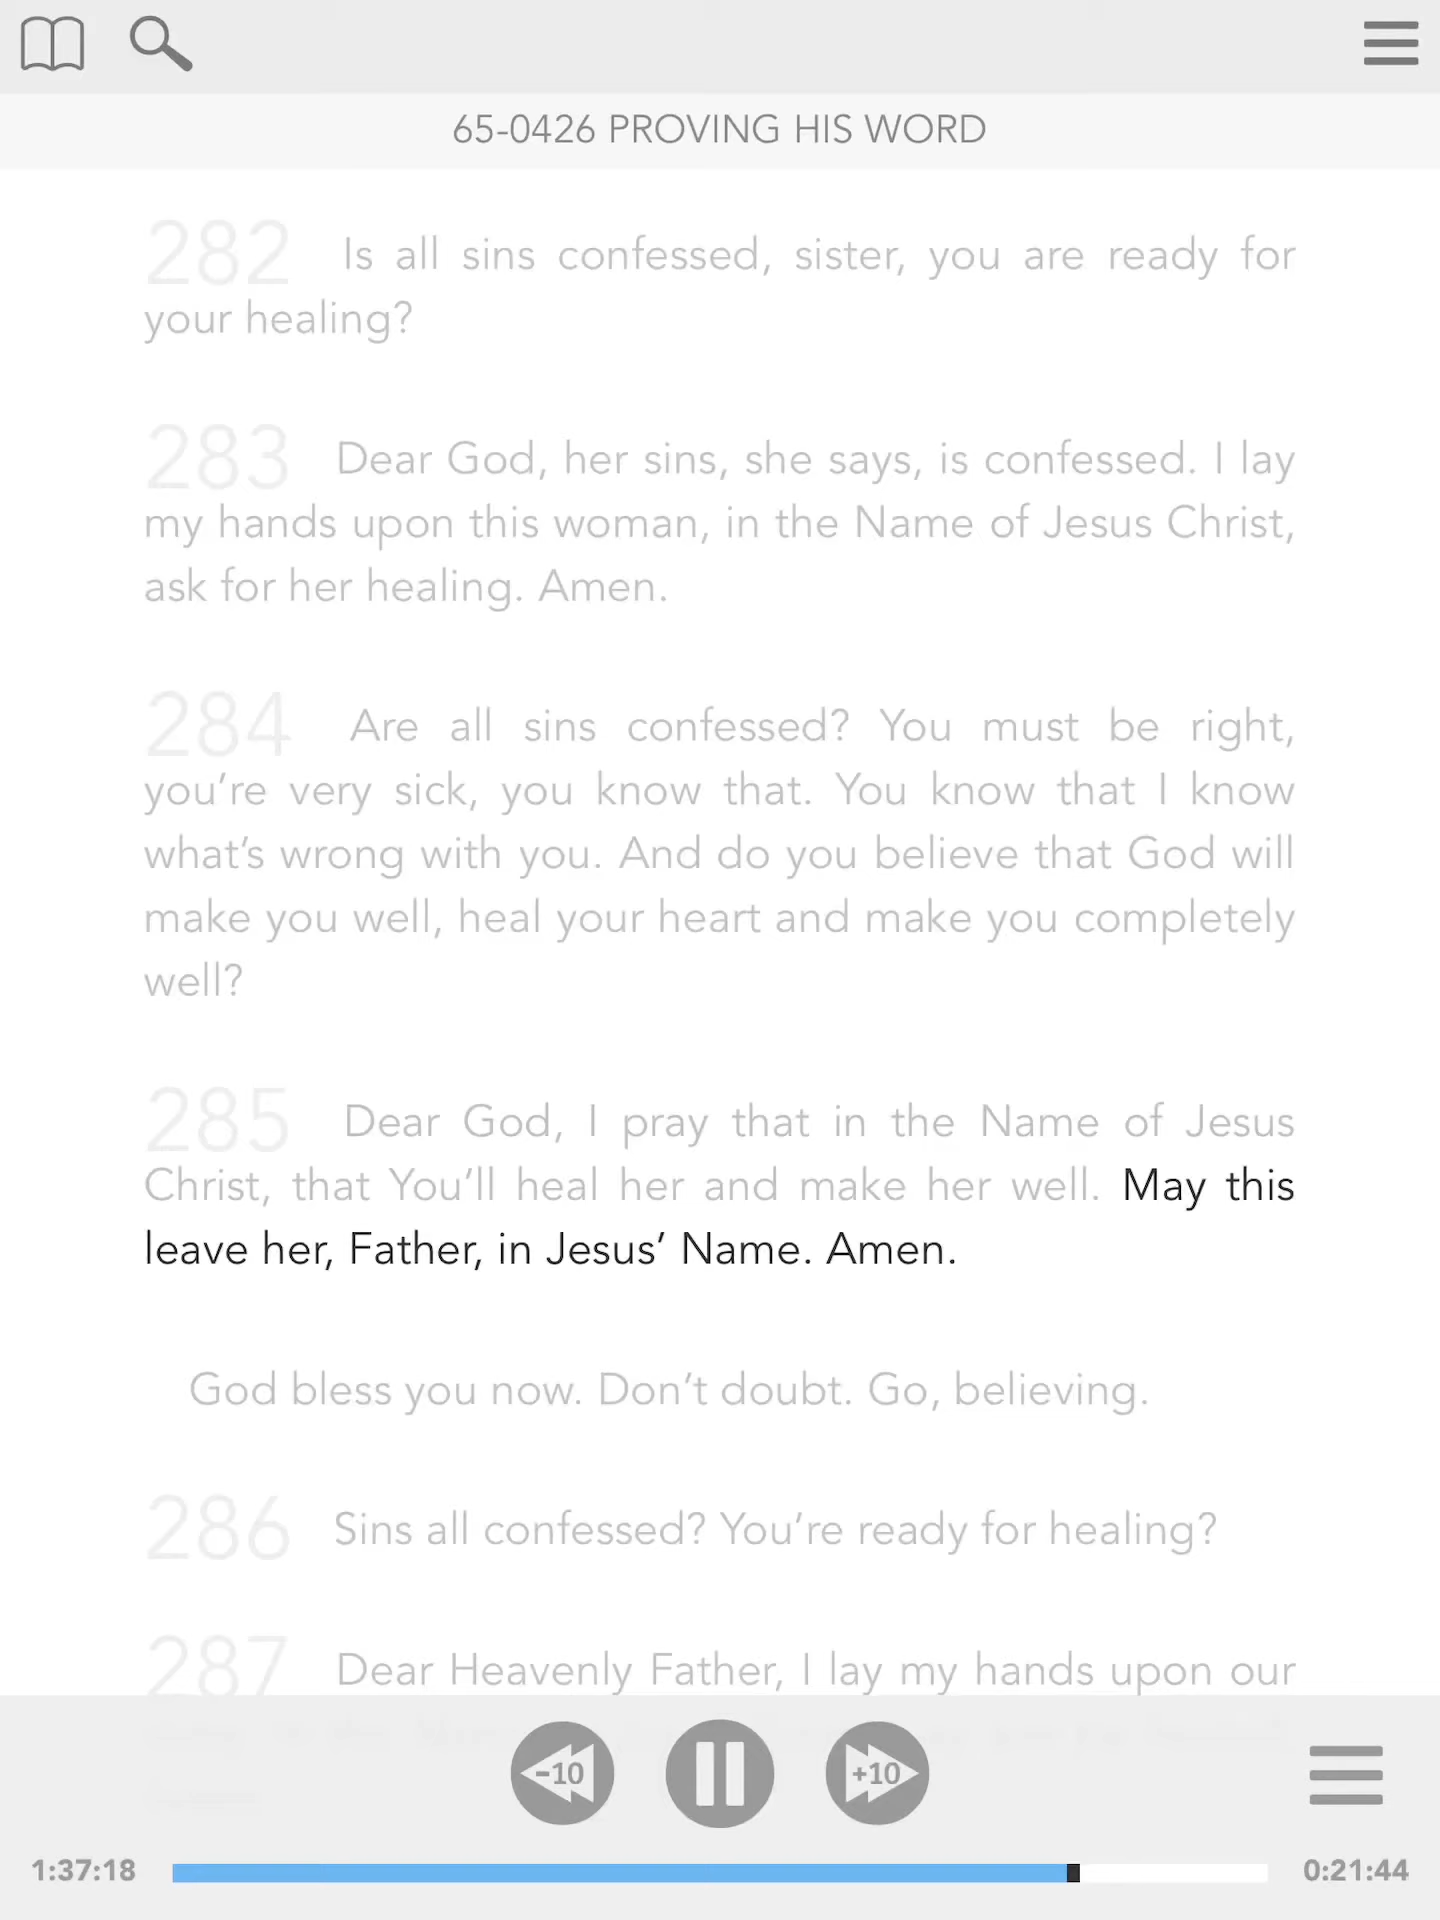 65-0426 PROVING HIS WORD
282 Is all sins confessed, sister, you are ready for
your healing?
283 Dear God, her sins, she says, is confessed. I lay
my hands upon this woman, in the Name of Jesus Christ,
ask for her healing. Amen.
284 Are all sins confessed? You must be right,
you’re very sick, you know that. You know that I know
what’s wrong with you. And do you believe that God will
make you well, heal your heart and make you completely
well?
285 Dear God, I pray that in the Name of Jesus
Christ, that You’ll heal her and make her well. May this
leave her, Father, in Jesus’ Name. Amen.
God bless you now. Don’t doubt. Go, believing.
286 Sins all confessed? You’re ready for healing?
287 Dear Heavenly Father, I lay my hands upon our
-10 +10
1:37:18 0:21:44